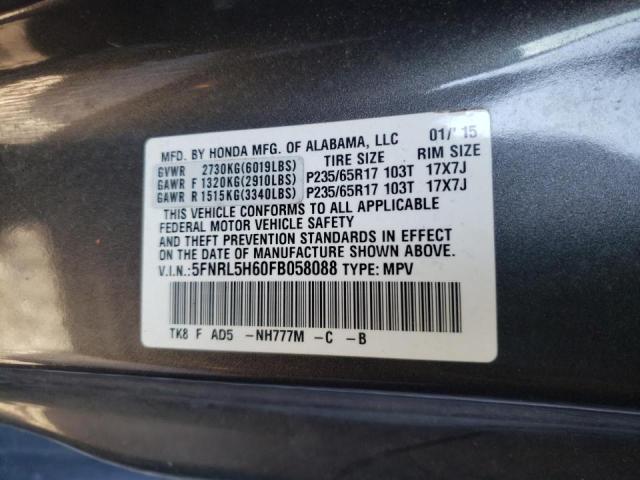 MFD. BY HONDA MFG. OF ALABAMA, LLC 01/15
TIRE SIZE RIM SIZE
GVWR 2730KG(6019LBS)
GAWR F 1320KG(2910LBS) P235/65R17 103T 17X7J
GAWR R 1515KG(3340LBS) P235/65R17 103T 17X7J
THIS VEHICLE CONFORMS TO ALL APPLICABLE
FEDERAL MOTOR VEHICLE SAFETY
AND THEFT PREVENTION STANDARDS IN EFFECT
ON THE DATE OF MANUFACTURE SHOWN ABOVE.
V.I.N.: 5FNRL5H60FB058088 TYPE: MPV
TK8 F AD5 -NH777M -C -B